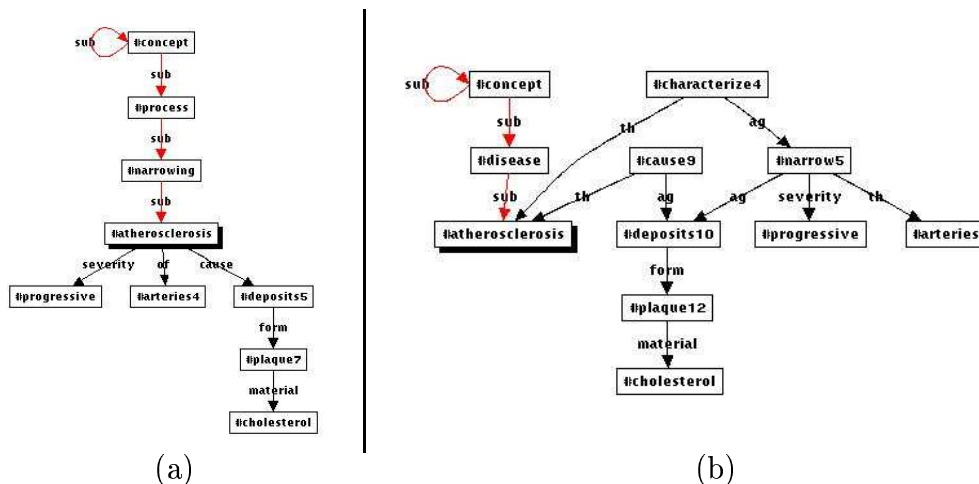 sub
#concept
sub
#process
sub
#narrowing
sub
#atherosclerosis
severity of cause
#progressive #arteries4 #deposits5
form
#plaque7
material
#cholesterol
(a)
sub
#concept #characterize4
sub th ag
#disease #cause9 #narrow5
sub th ag ag severity th
#atherosclerosis #deposits10 #progressive #arteries
form
#plaque12
material
#cholesterol
(b)